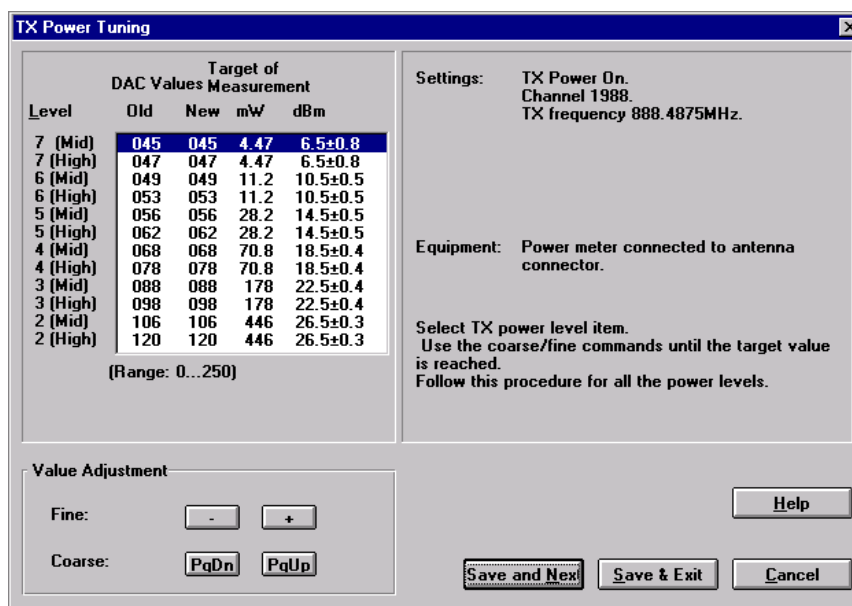 TX Power Tuning
Target of
DAC Values Measurement
Level Old New mW dBm
7 (Mid) 045 045 4.47 6.5±0.8
7 (High) 047 047 4.47 6.5±0.8
6 (Mid) 049 049 11.2 10.5±0.5
6 (High) 053 053 11.2 10.5±0.5
5 (Mid) 056 056 28.2 14.5±0.5
5 (High) 062 062 28.2 14.5±0.5
4 (Mid) 068 068 70.8 18.5±0.4
4 (High) 078 078 70.8 18.5±0.4
3 (Mid) 088 088 178 22.5±0.4
3 (High) 098 098 178 22.5±0.4
2 (Mid) 106 106 446 26.5±0.3
2 (High) 120 120 446 26.5±0.3
(Range: 0...250)
Settings: TX Power On.
Channel 1988.
TX frequency 888.4875MHz.
Equipment: Power meter connected to antenna
connector.
Select TX power level item.
Use the coarse/fine commands until the target value
is reached.
Follow this procedure for all the power levels.
Value Adjustment
Fine: - +
Coarse: PgDn PgUp
Help
Save and Next Save & Exit Cancel